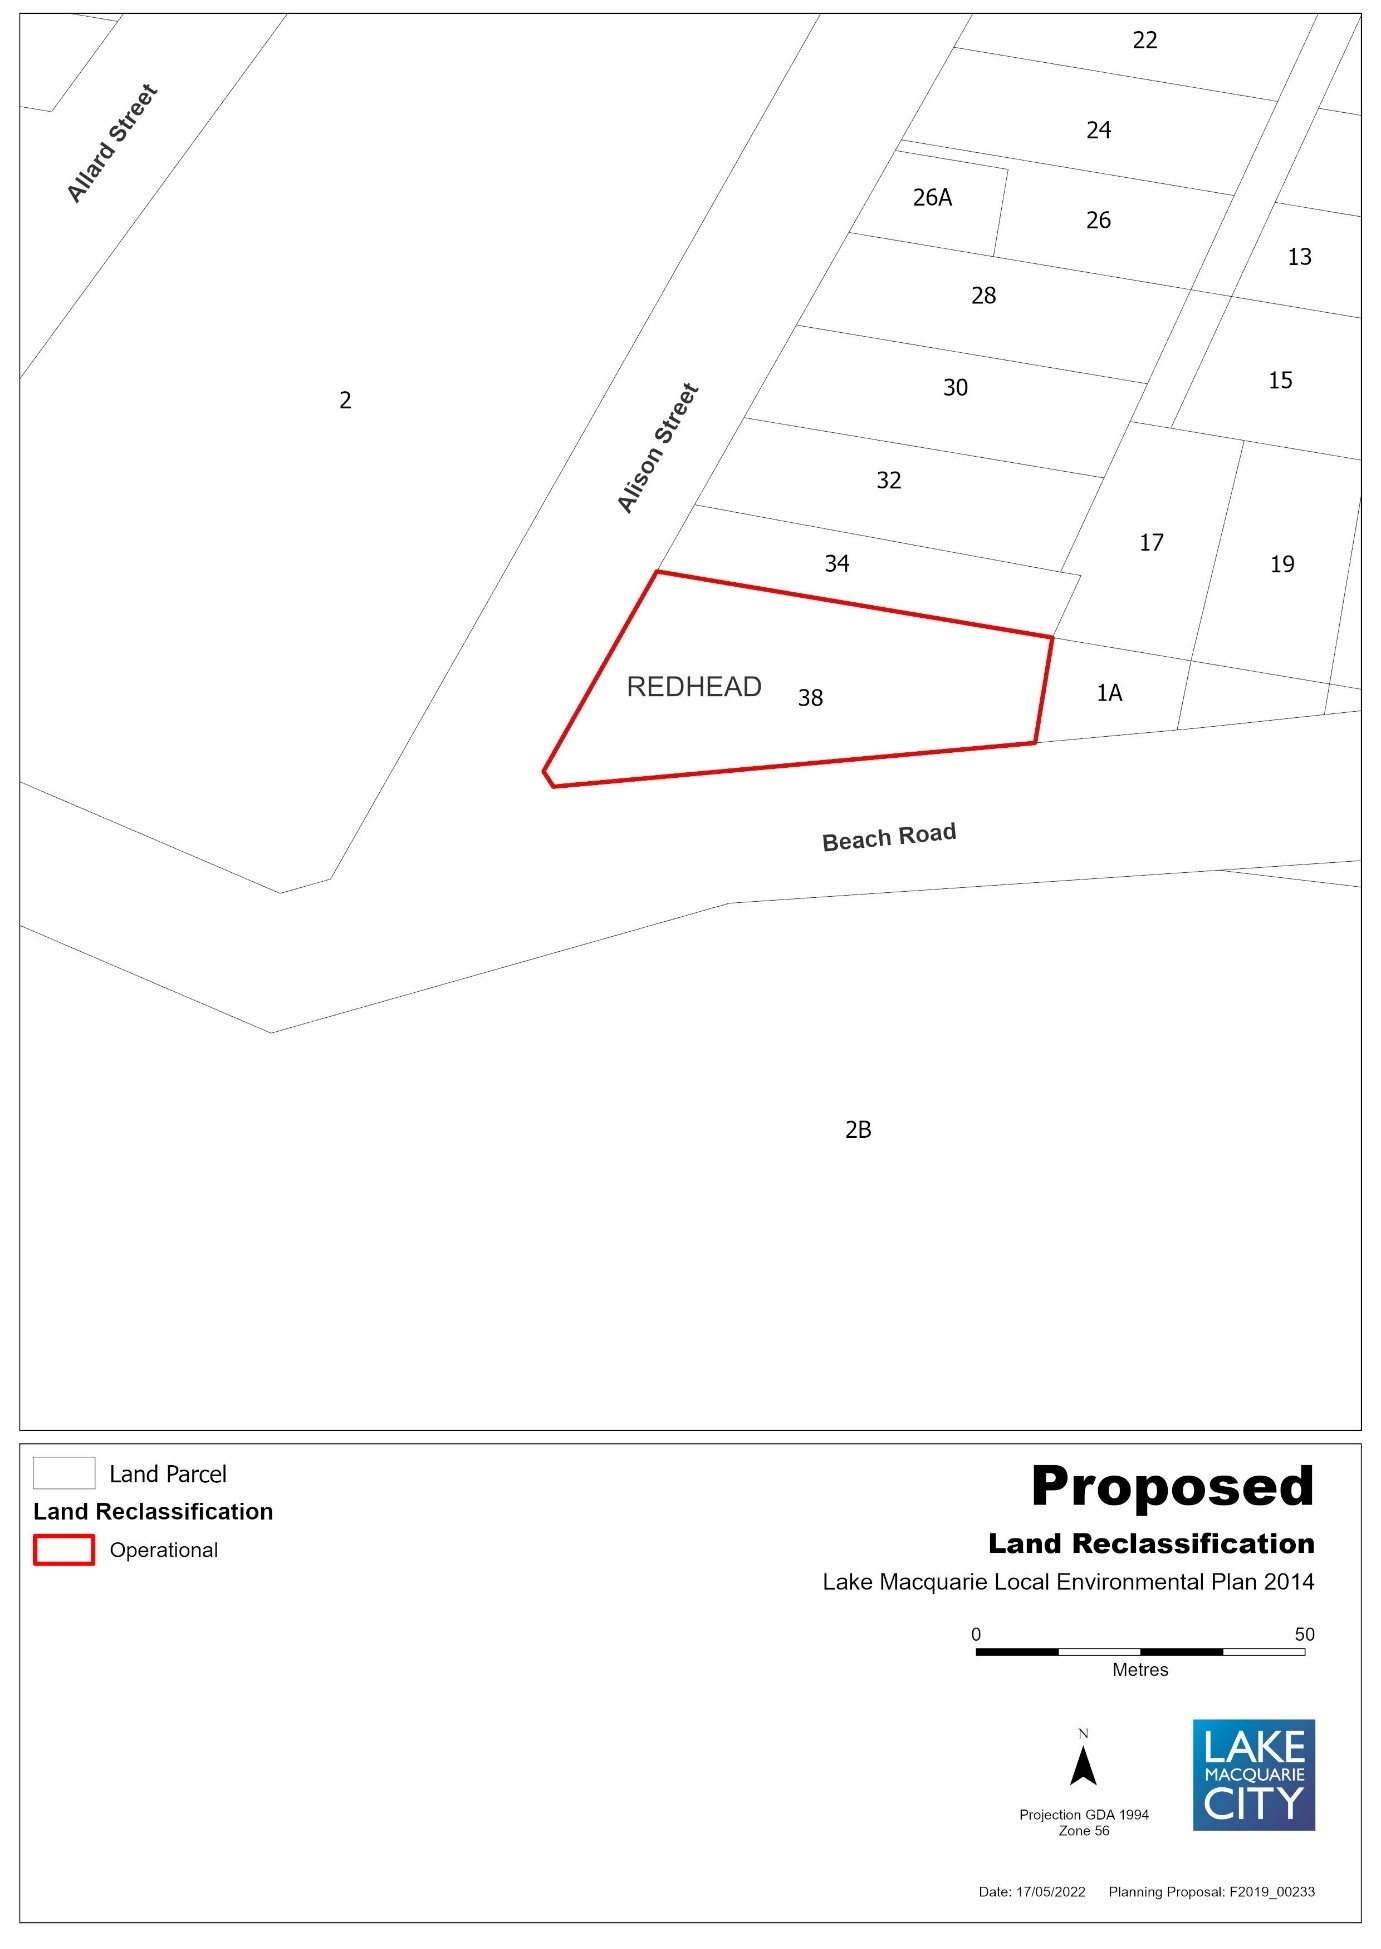 22
24
Allard Street
26A
26
13
28
15
30
2
Alison Street
32
17
19
34
REDHEAD
38
1A
Beach Road
2B
Land Parcel
Land Reclassification
Operational
Proposed
Land Reclassification
Lake Macquarie Local Environmental Plan 2014
0 50
Metres
N
Projection GDA 1994
Zone 56
LAKE
MACQUARIE
CITY
Date: 17/05/2022 Planning Proposal: F2019_00233